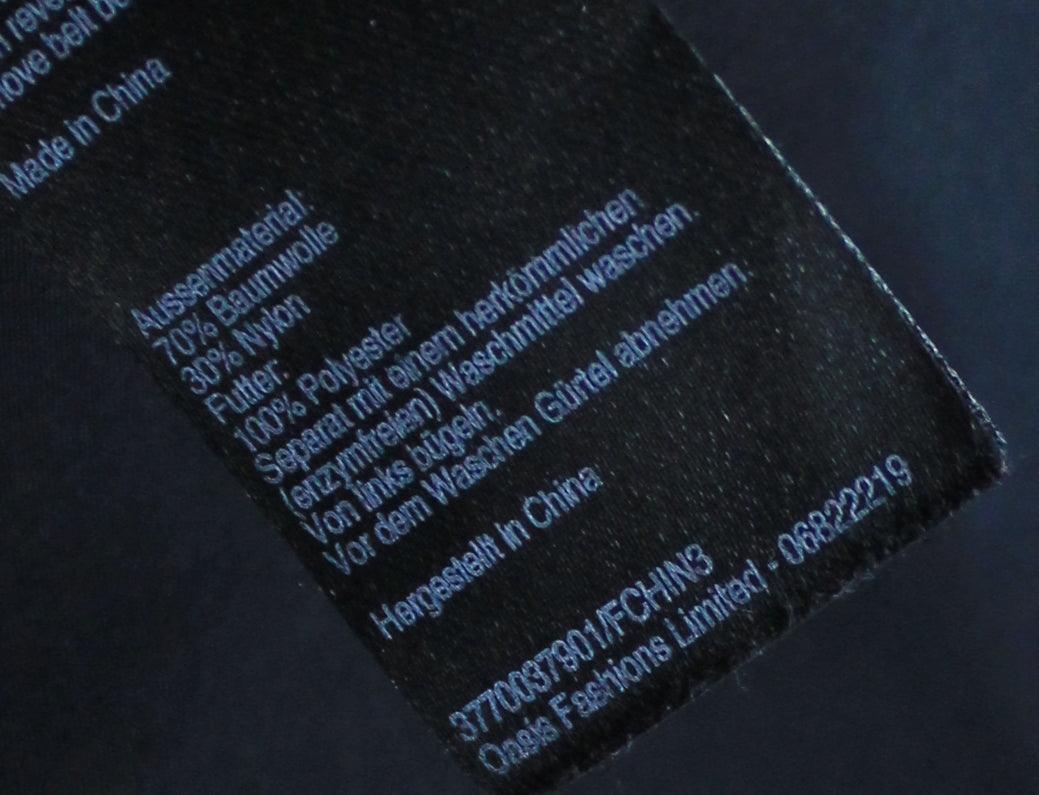 Made in China
Aussenmaterial:
70% Baumwolle
30% Nylon
Futter:
100% Polyester
Separat mit einem herkömmlichen
(enzymfreien) Waschmittel waschen.
Von links bügeln.
Vor dem Waschen Gürtel abnehmen.
Hergestellt in China
3770037901/FCHIN3
Oasis Fashions Limited - 06822219